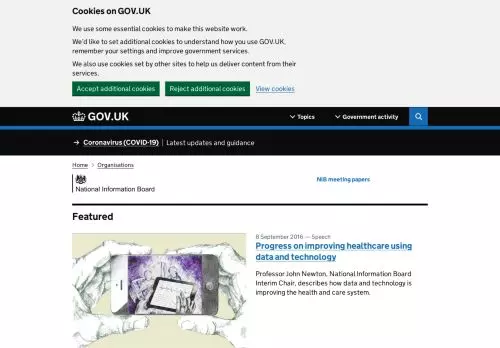 Cookies on GOV.UK
We use some essential cookies to make this website work.
We'd like to set additional cookies to understand how you use GOV.UK,
remember your settings and improve government services.
We also use cookies set by other sites to help us deliver content from their
services.
Accept additional cookies Reject additional cookies View cookies
GOV.UK Topics Government activity
→ Coronavirus (COVID-19) Latest updates and guidance
Home > Organisations
National Information Board NIB meeting papers
Featured
8 September 2016 — Speech
Progress on improving healthcare using
data and technology
Professor John Newton, National Information Board
Interim Chair, describes how data and technology is
improving the health and care system.